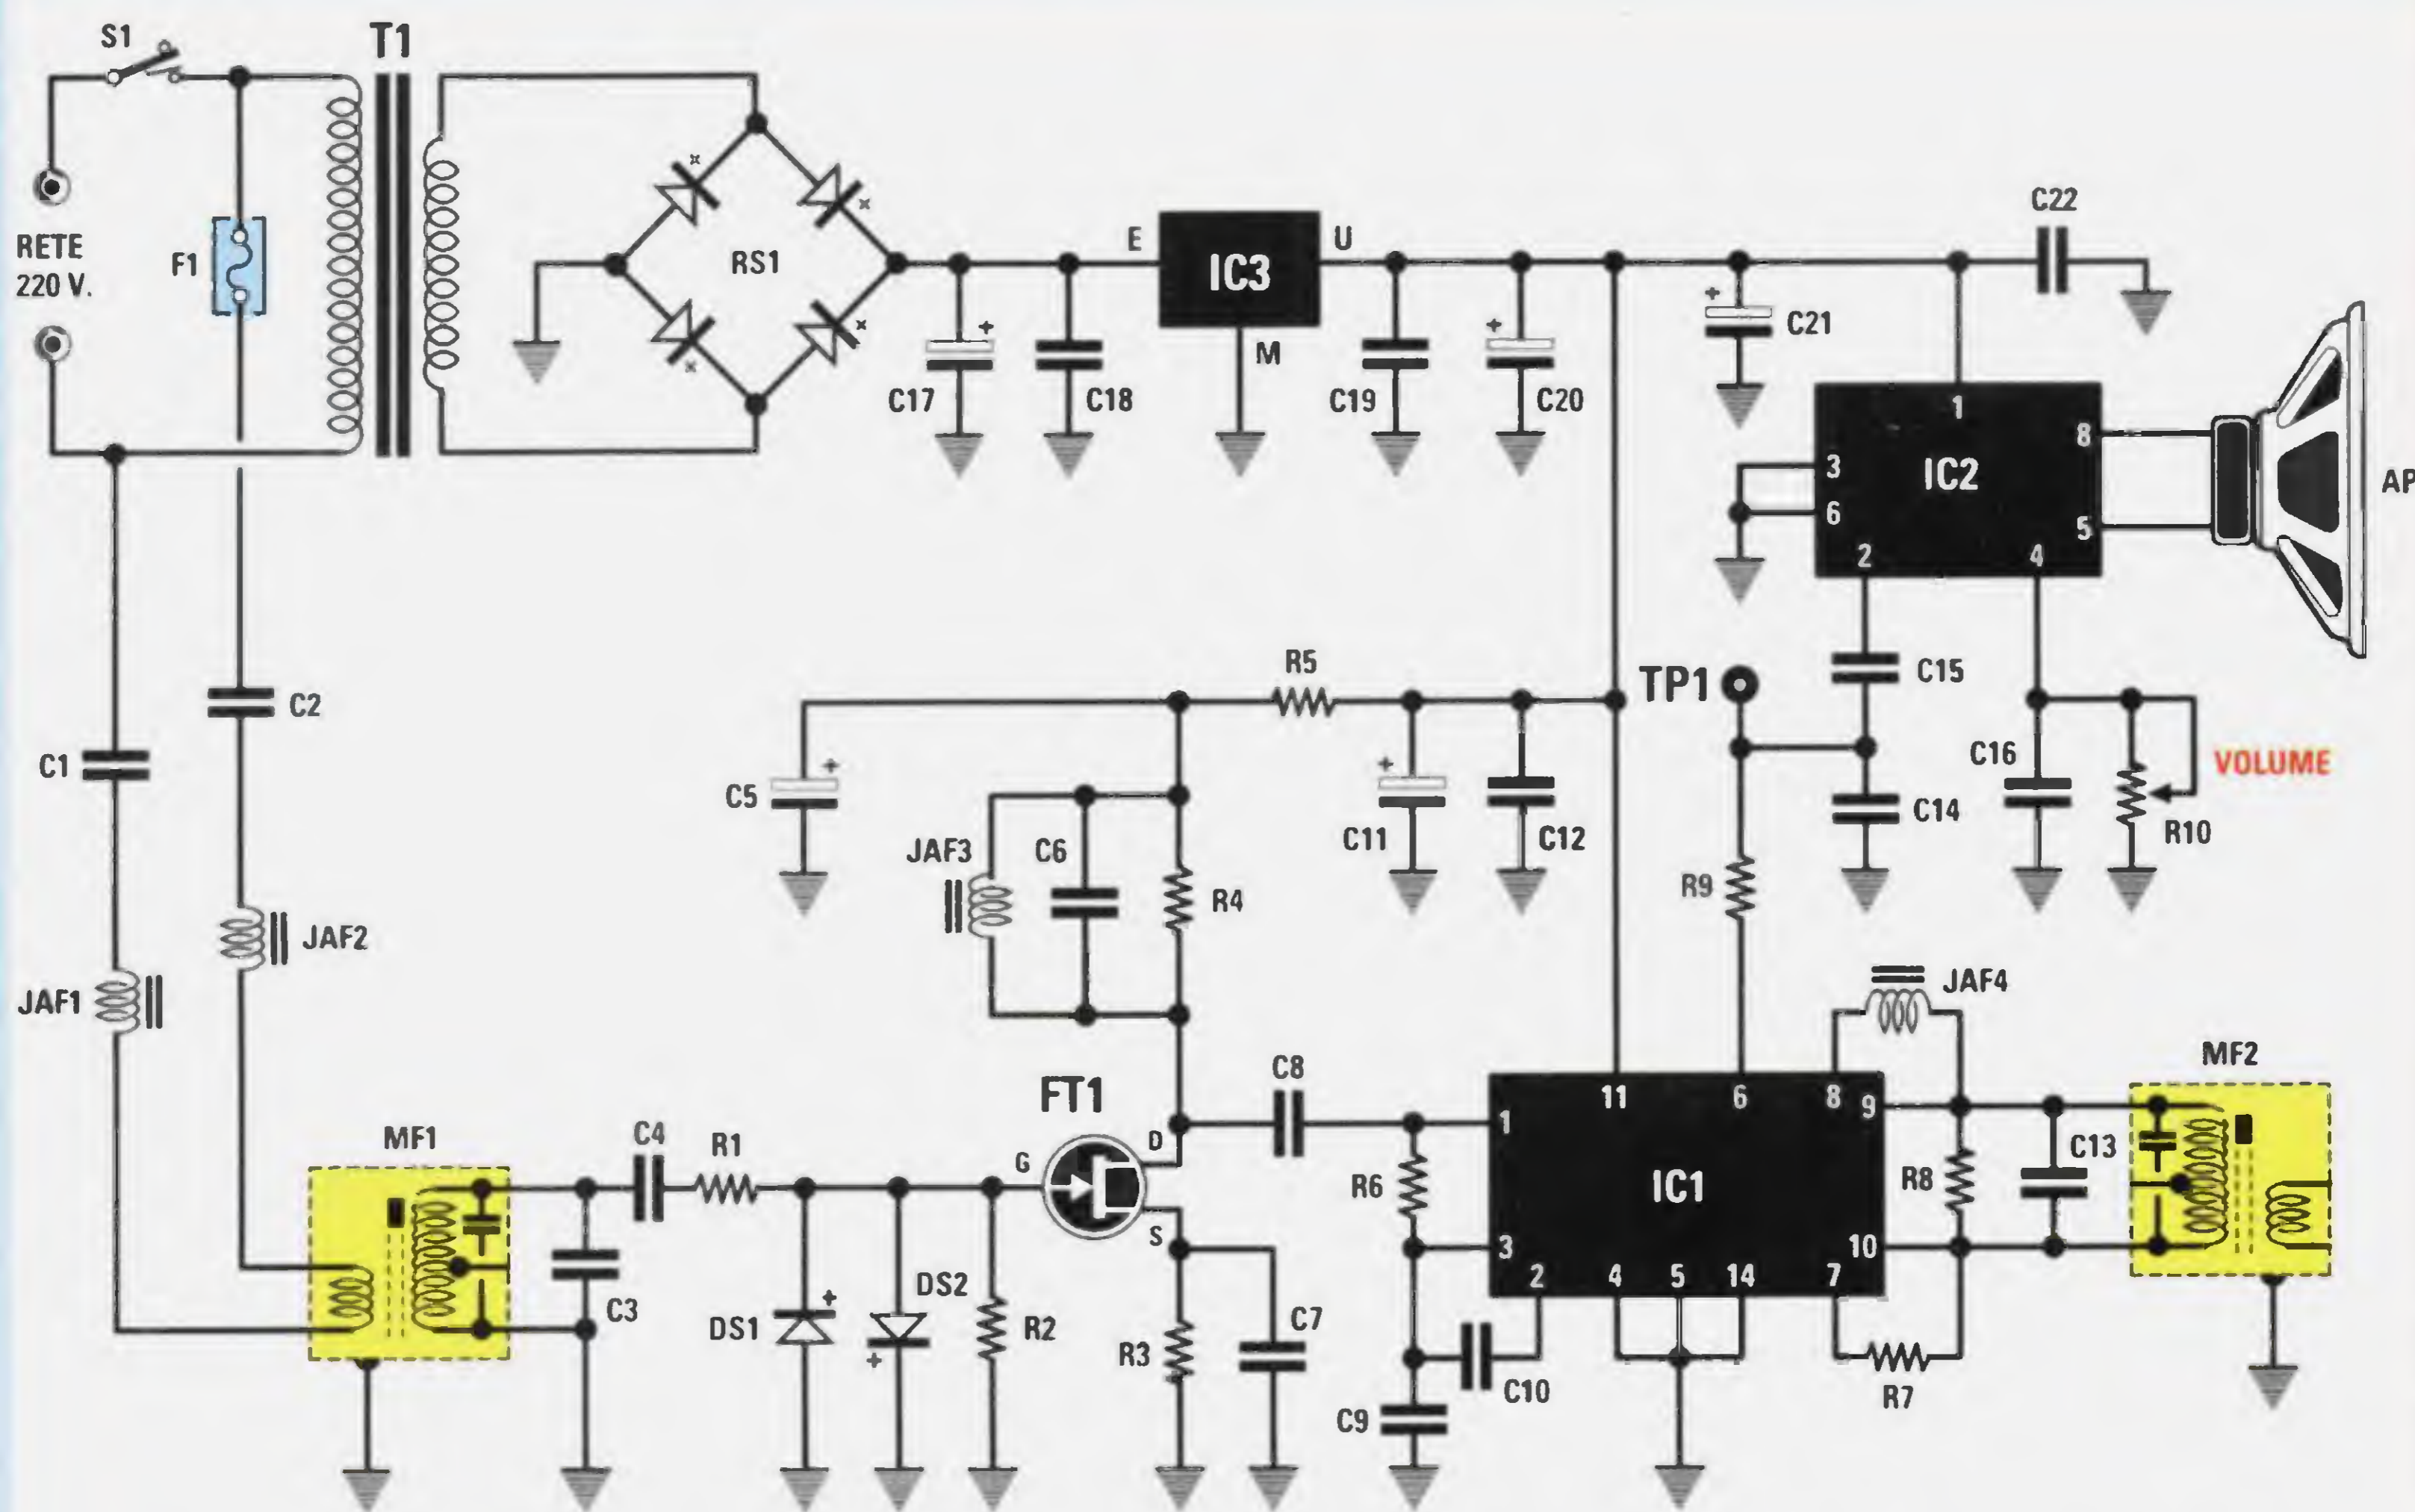 S1
T1
RETE
220 V.
F1
RS1
E
IC3
U
M
C17
C18
C19
C20
C21
C22
1
3
6
IC2
8
5
2
4
AP
R5
TP1
C15
C2
C1
C5
C11
C12
C14
C16
VOLUME
R10
JAF3
C6
R4
R9
JAF2
JAF1
JAF4
FT1
C8
MF2
MF1
C4
R1
G
D
S
1
11
6
8
9
R6
IC1
R8
C13
3
10
2
4
5
14
7
C3
DS1
+
DS2
+
R2
R3
C7
C10
C9
R7